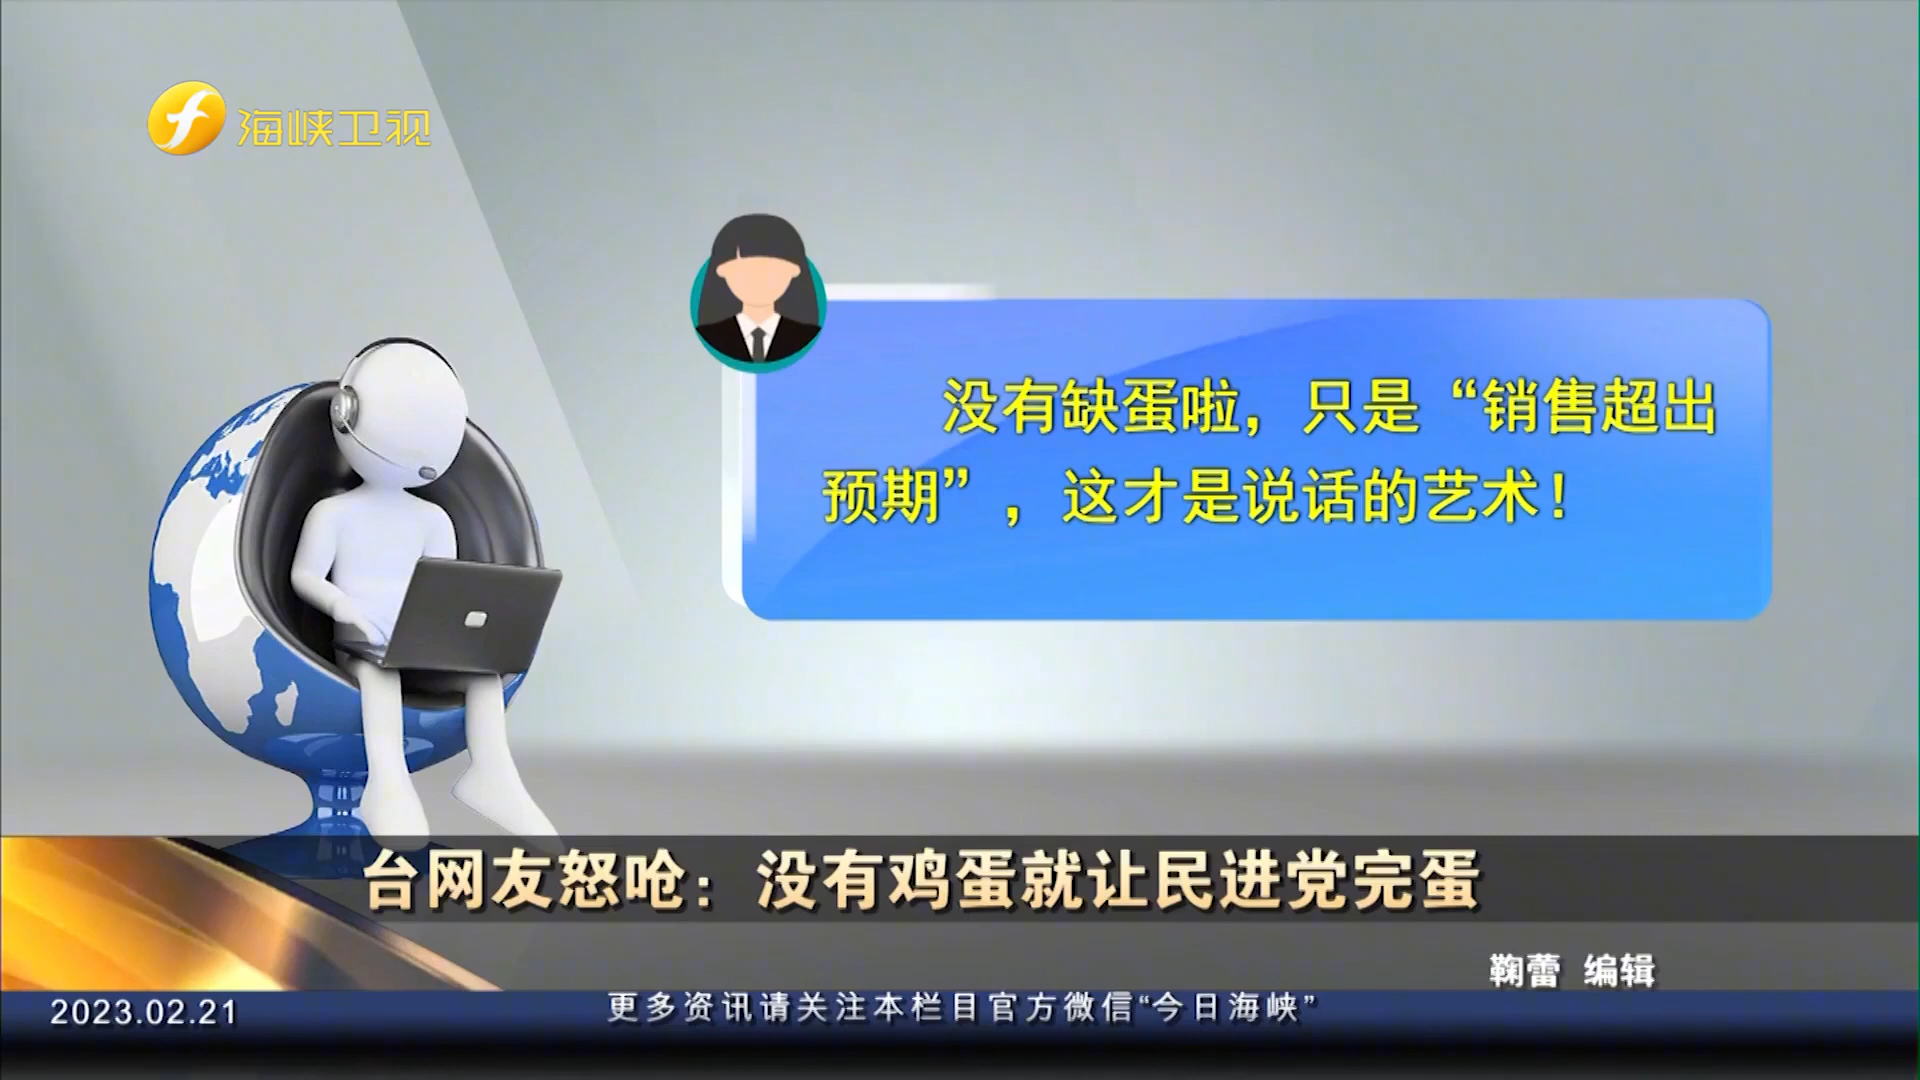 海峡卫视
没有缺蛋啦，只是“销售超出
预期”，这才是说话的艺术！
台网友怒呛：没有鸡蛋就让民进党完蛋
鞠蕾 编辑
2023.02.21
更多资讯请关注本栏目官方微信“今日海峡”